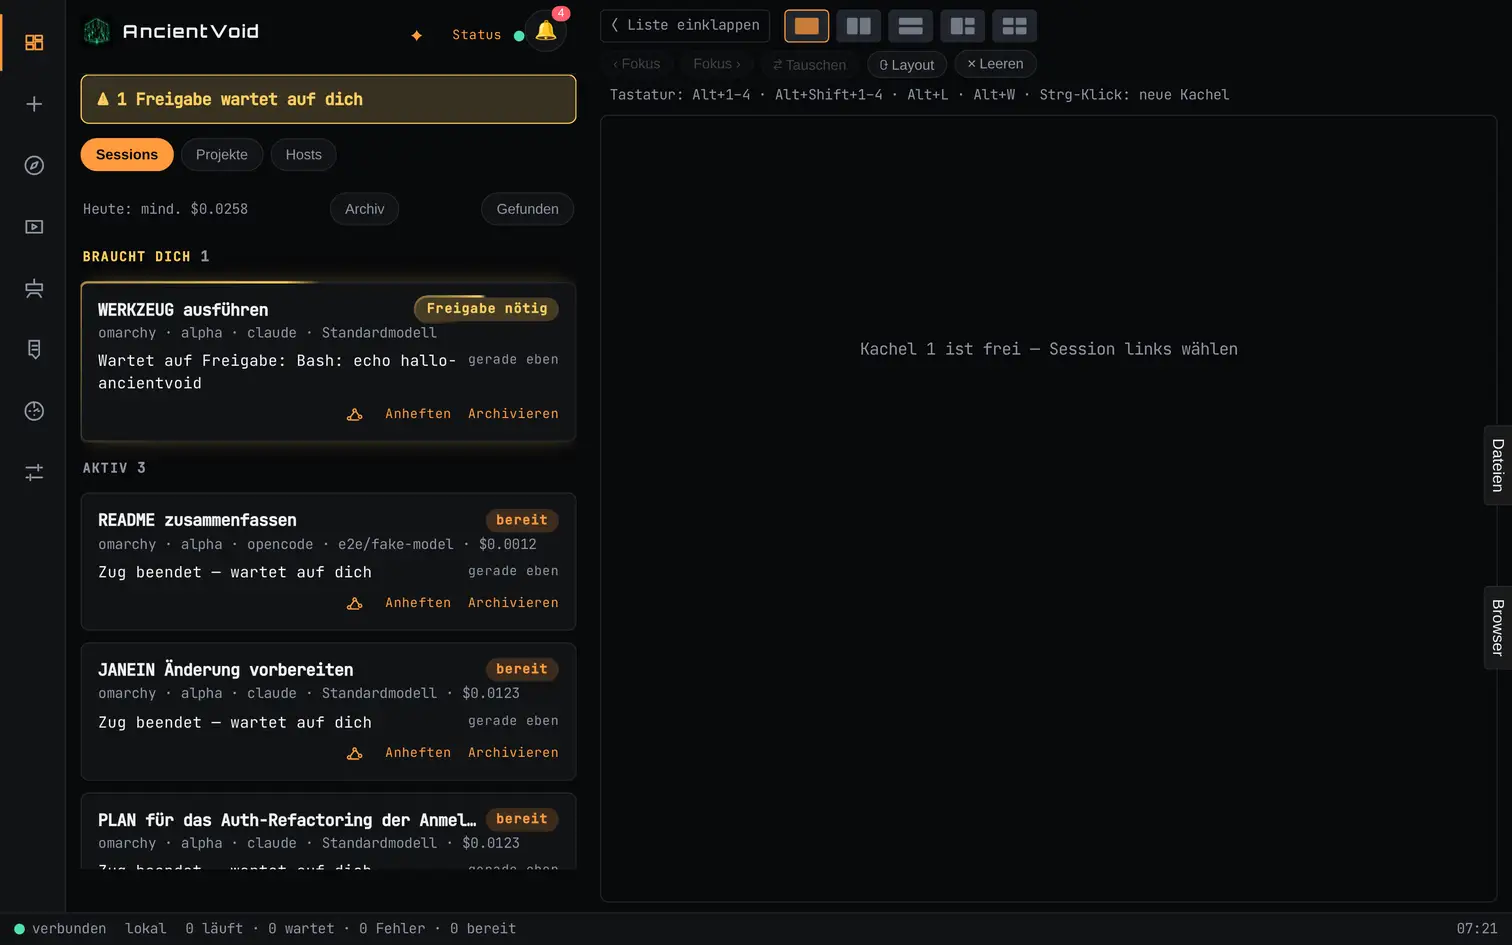 AncientVoid
Status
4
1 Freigabe wartet auf dich
Sessions
Projekte
Hosts
Heute: mind. $0.0258
Archiv
Gefunden
BRAUCHT DICH 1
WERKZEUG ausführen
Freigabe nötig
omarchy · alpha · claude · Standardmodell
Wartet auf Freigabe: Bash: echo hallo-
ancientvoid
gerade eben
Anheften Archivieren
AKTIV 3
README zusammenfassen
bereit
omarchy · alpha · opencode · e2e/fake-model · $0.0012
Zug beendet — wartet auf dich
gerade eben
Anheften Archivieren
JANEIN Änderung vorbereiten
bereit
omarchy · alpha · claude · Standardmodell · $0.0123
Zug beendet — wartet auf dich
gerade eben
Anheften Archivieren
PLAN für das Auth-Refactoring der Anmel…
bereit
omarchy · alpha · claude · Standardmodell · $0.0123
Zug beendet — wartet auf dich
gerade eben
Liste einklappen
‹ Fokus
Fokus ›
⇄ Tauschen
Layout
× Leeren
Tastatur: Alt+1–4 · Alt+Shift+1–4 · Alt+L · Alt+W · Strg-Klick: neue Kachel
Kachel 1 ist frei — Session links wählen
Dateien
Browser
verbunden lokal 0 läuft · 0 wartet · 0 Fehler · 0 bereit
07:21